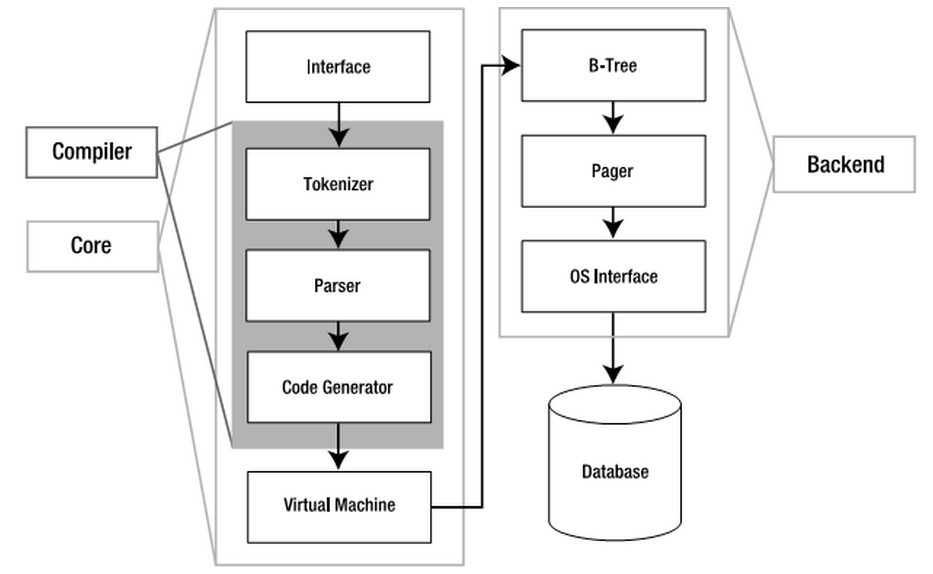 Compiler
Core
Interface
Tokenizer
Parser
Code Generator
Virtual Machine
B-Tree
Pager
OS Interface
Database
Backend